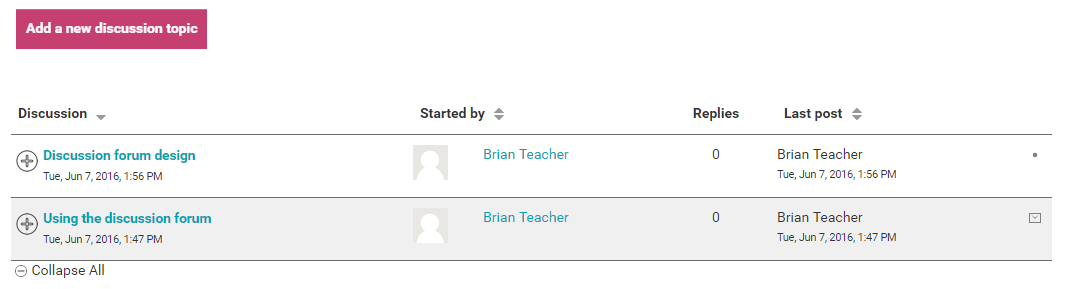 Add a new discussion topic
Discussion Started by Replies Last post
Discussion forum design Brian Teacher 0 Brian Teacher
Tue, Jun 7, 2016, 1:56 PM Tue, Jun 7, 2016, 1:56 PM
Using the discussion forum Brian Teacher 0 Brian Teacher
Tue, Jun 7, 2016, 1:47 PM Tue, Jun 7, 2016, 1:47 PM
Collapse All